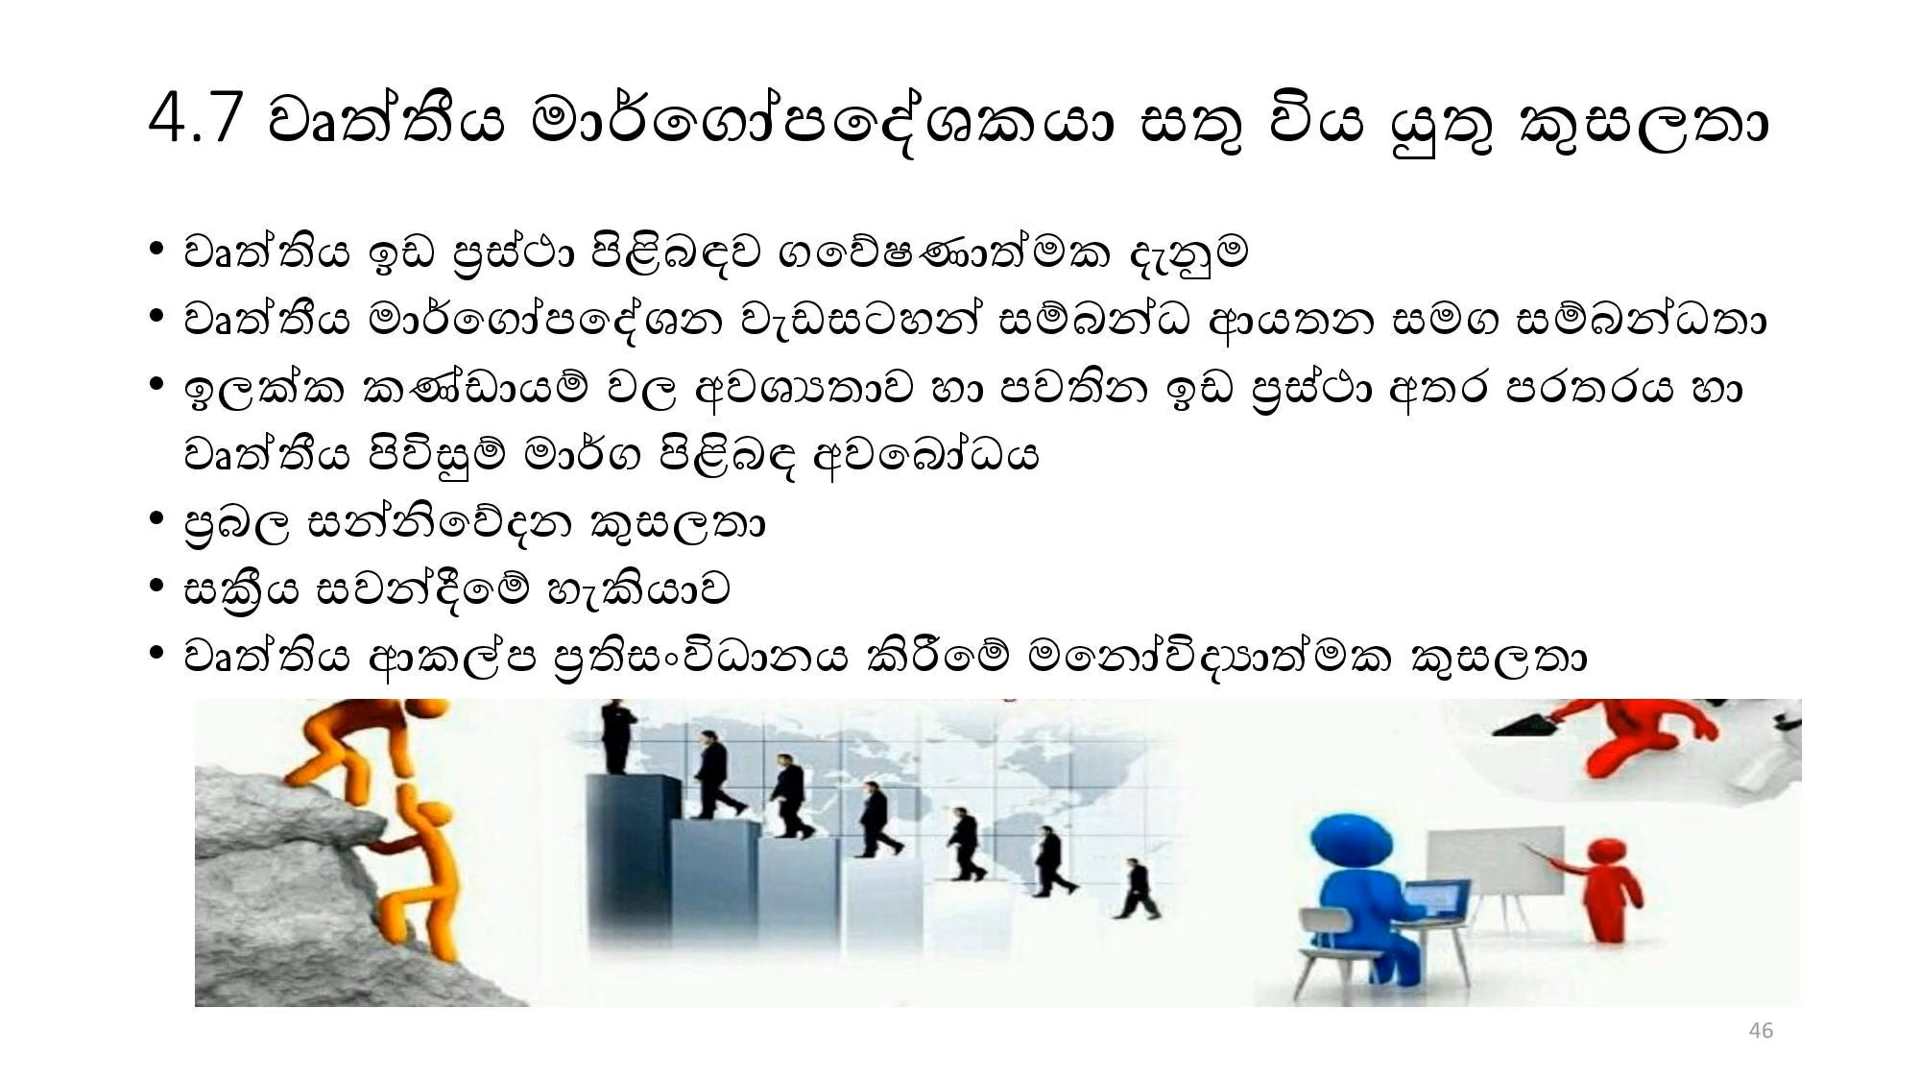 4.7 වෘත්තීය මාර්ගෝපදේශකයා සතු විය යුතු කුසලතා
• වෘත්තිය ඉඩ ප්‍රස්ථා පිළිබඳව ගවේෂණාත්මක දැනුම
• වෘත්තීය මාර්ගෝපදේශන වැඩසටහන් සම්බන්ධ ආයතන සමග සම්බන්ධතා
• ඉලක්ක කණ්ඩායම් වල අවශ්‍යතාව හා පවතින ඉඩ ප්‍රස්ථා අතර පරතරය හා
වෘත්තීය පිවිසුම් මාර්ග පිළිබඳ අවබෝධය
• ප්‍රබල සන්නිවේදන කුසලතා
• සක්‍රීය සවන්දීමේ හැකියාව
• වෘත්තිය ආකල්ප ප්‍රතිසංවිධානය කිරීමේ මනෝවිද්‍යාත්මක කුසලතා
46